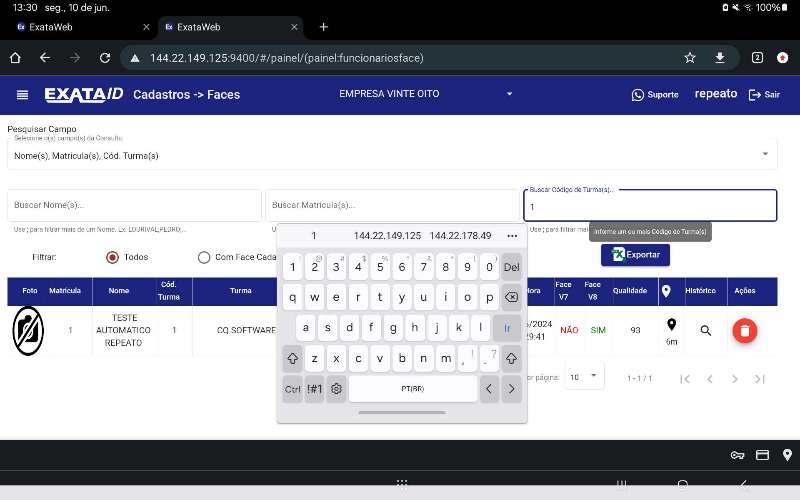 13:30 seg., 10 de jun. 100%
ExataWeb ExataWeb
144.22.149.125:9400/#/painel/(painel:funcionariosface) 2
EXATAID Cadastros -> Faces EMPRESA VINTE OITO Suporte repeato Sair
Pesquisar Campo
Selecione o(s) campo(s) da Consulta
Nome(s), Matricula(s), Cód. Turma(s)
Buscar Código de Turma(s)...
Buscar Nome(s)... Buscar Matricula(s)... 1
Use ; para filtrar mais de um Nome. Ex: LOURIVAL;PEDRO;... Use ; para filtrar mais
Informe um ou mais Código de Turma(s)
1 144.22.149.125 144.22.178.49 ...
Filtrar: Todos Com Face Cada Exportar
1 2 3 4 5 6 7 8 9 0 Del
q w e r t y u i o p
a s d f g h j k l Ir
z x c v b n m , ! . ?
Ctrl !#1 PT(BR)
Foto Matrícula Nome Cód. Turma Turma Hora Face V7 Face V8 Qualidade Histórico Ações
1 TESTE AUTOMATICO REPEATO 1 CQ.SOFTWARE /2024 29:41 NÃO SIM 93 6m
or página: 10 1 - 1 / 1